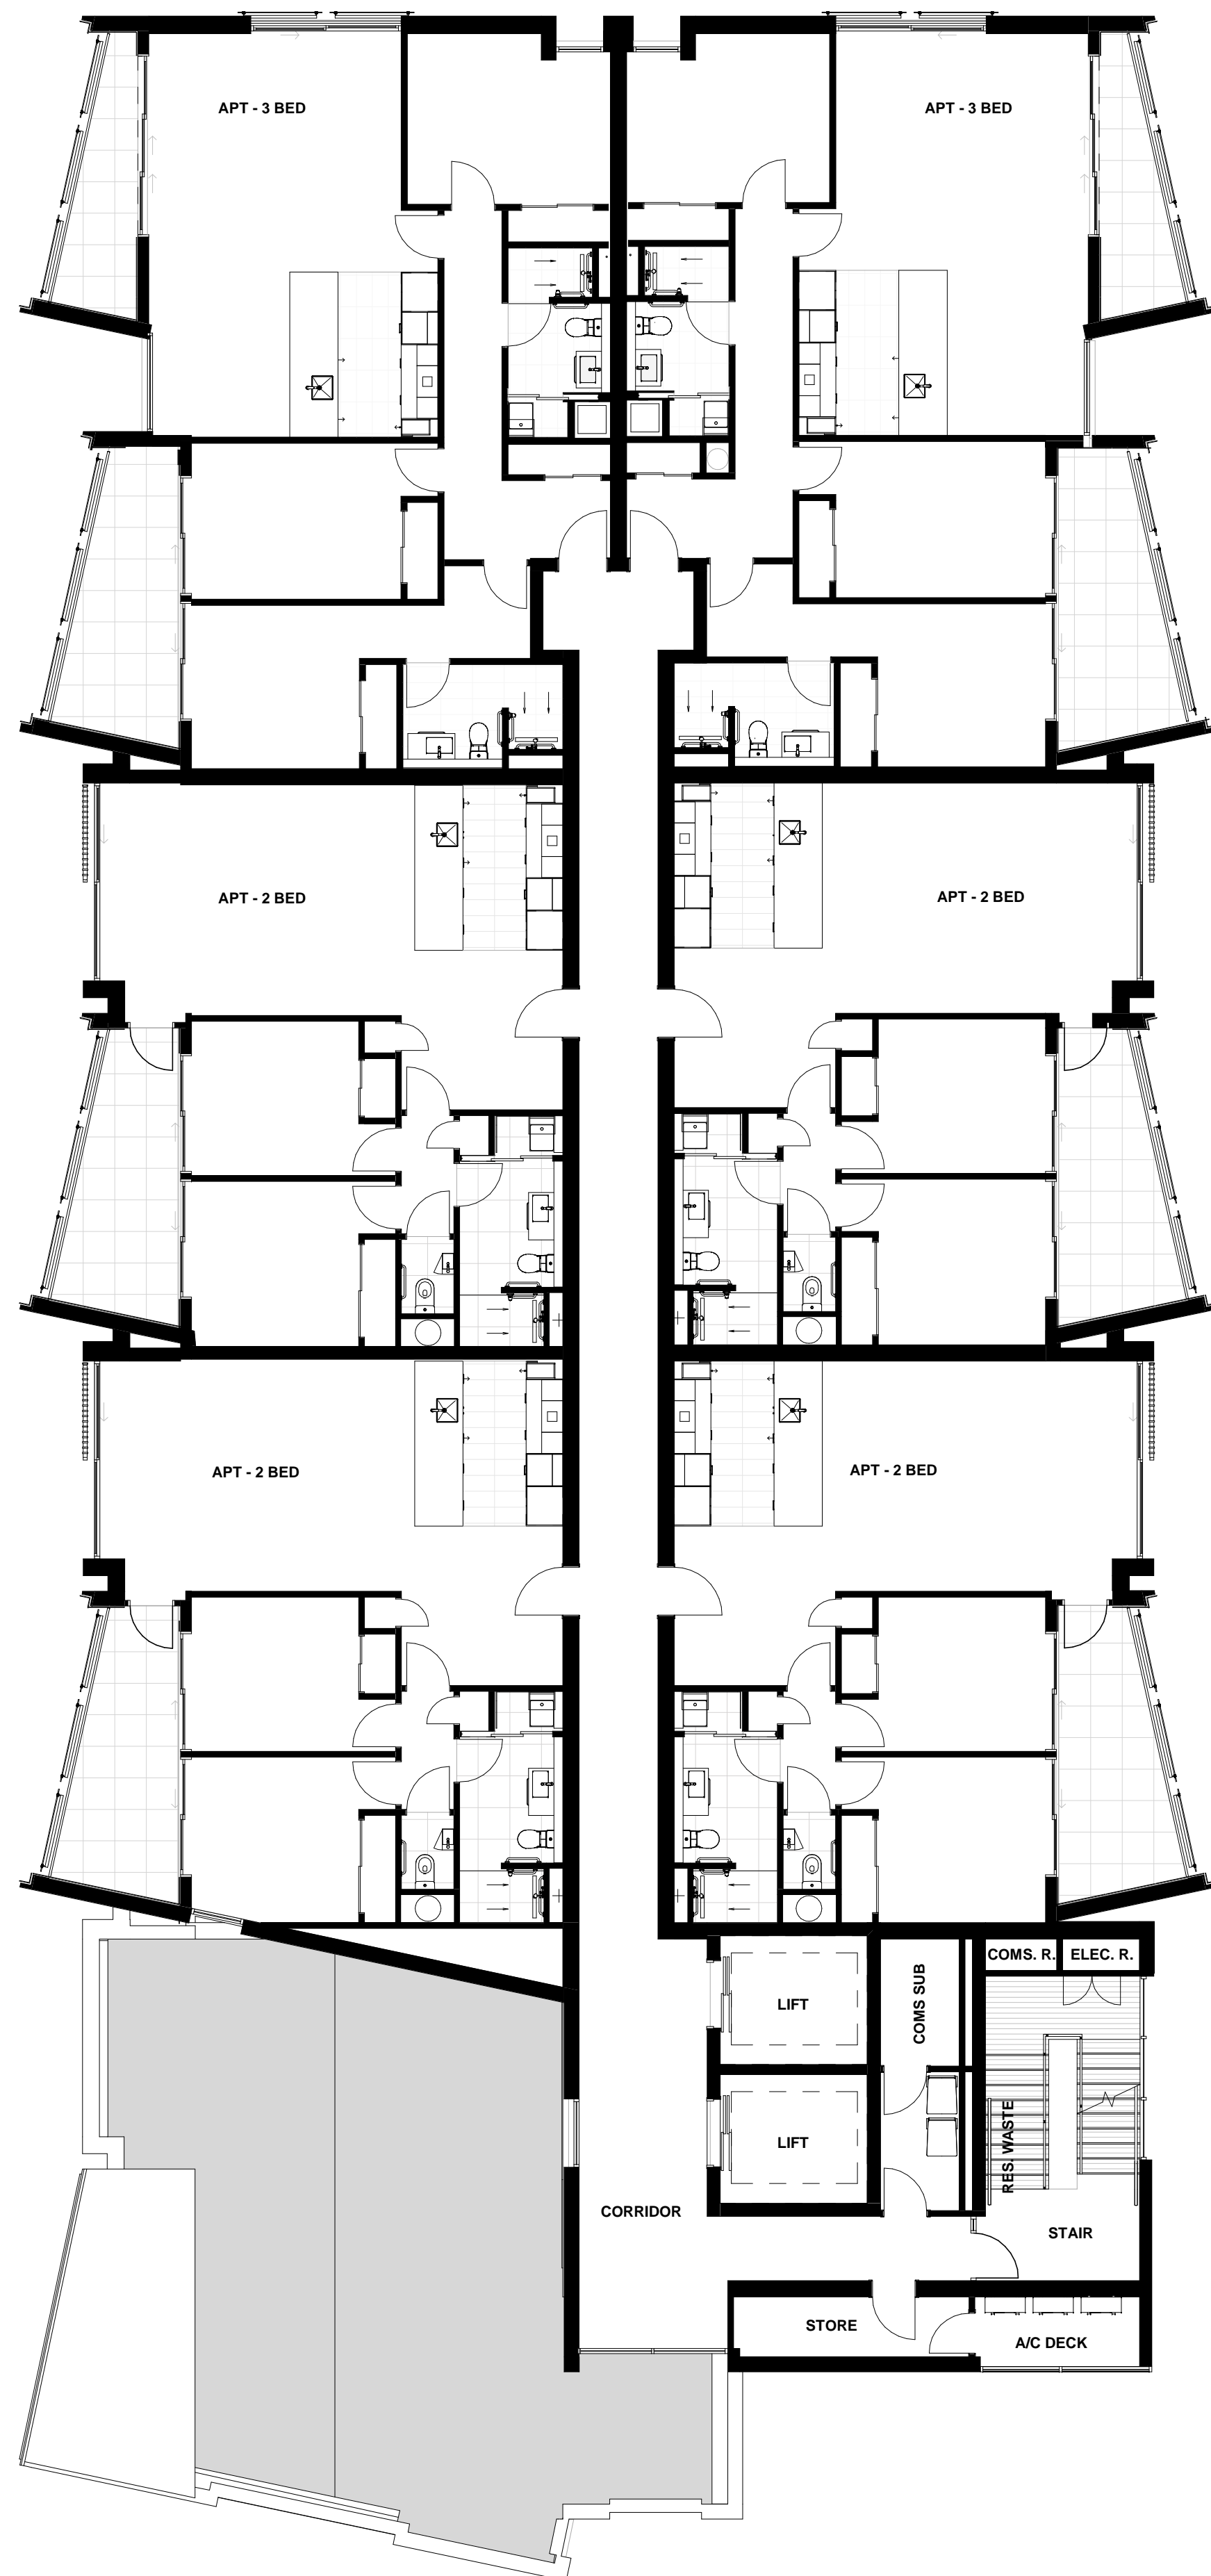 APT - 3 BED
APT - 3 BED
APT - 2 BED
APT - 2 BED
APT - 2 BED
APT - 2 BED
COMS. R.
ELEC. R.
LIFT
COMS SUB
LIFT
RES. WASTE
CORRIDOR
STAIR
STORE
A/C DECK